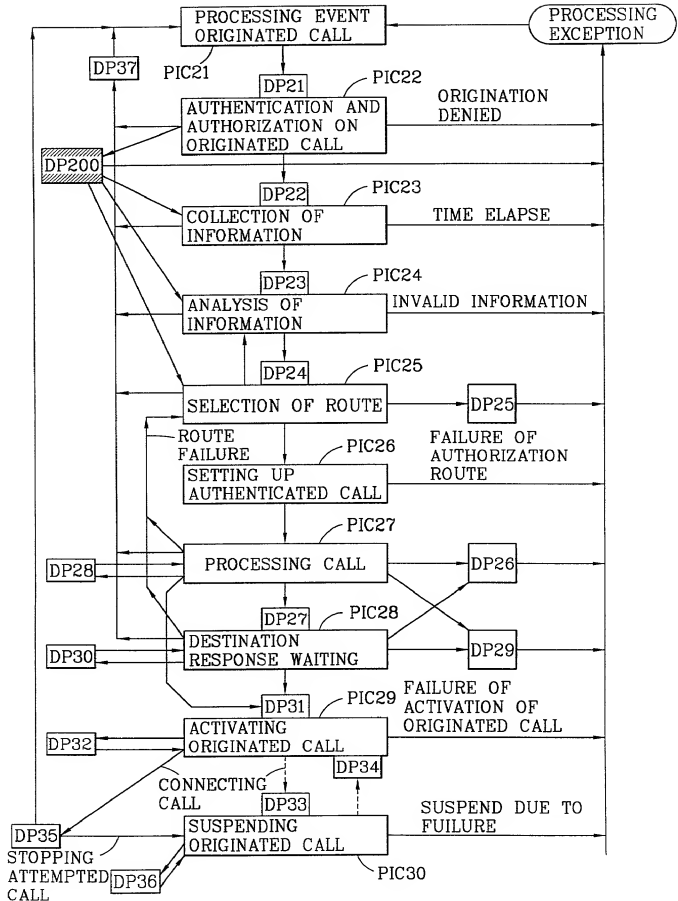 PROCESSING EVENT
ORIGINATED CALL
PROCESSING
EXCEPTION
PIC21
DP37
DP21
PIC22
AUTHENTICATION AND
AUTHORIZATION ON
ORIGINATED CALL
ORIGINATION
DENIED
DP200
DP22
PIC23
COLLECTION OF
INFORMATION
TIME ELAPSE
DP23
PIC24
ANALYSIS OF
INFORMATION
INVALID INFORMATION
DP24
PIC25
SELECTION OF ROUTE
DP25
ROUTE
FAILURE
PIC26
SETTING UP
AUTHENTICATED CALL
FAILURE OF
AUTHORIZATION
ROUTE
PIC27
PROCESSING CALL
DP28
DP26
DP27
PIC28
DESTINATION
RESPONSE WAITING
DP30
DP29
DP31
PIC29
ACTIVATING
ORIGINATED CALL
FAILURE OF
ACTIVATION OF
ORIGINATED CALL
DP32
DP34
CONNECTING
CALL
DP33
SUSPENDING
ORIGINATED CALL
SUSPEND DUE TO
FUILURE
DP35
STOPPING
ATTEMPTED
CALL
DP36
PIC30